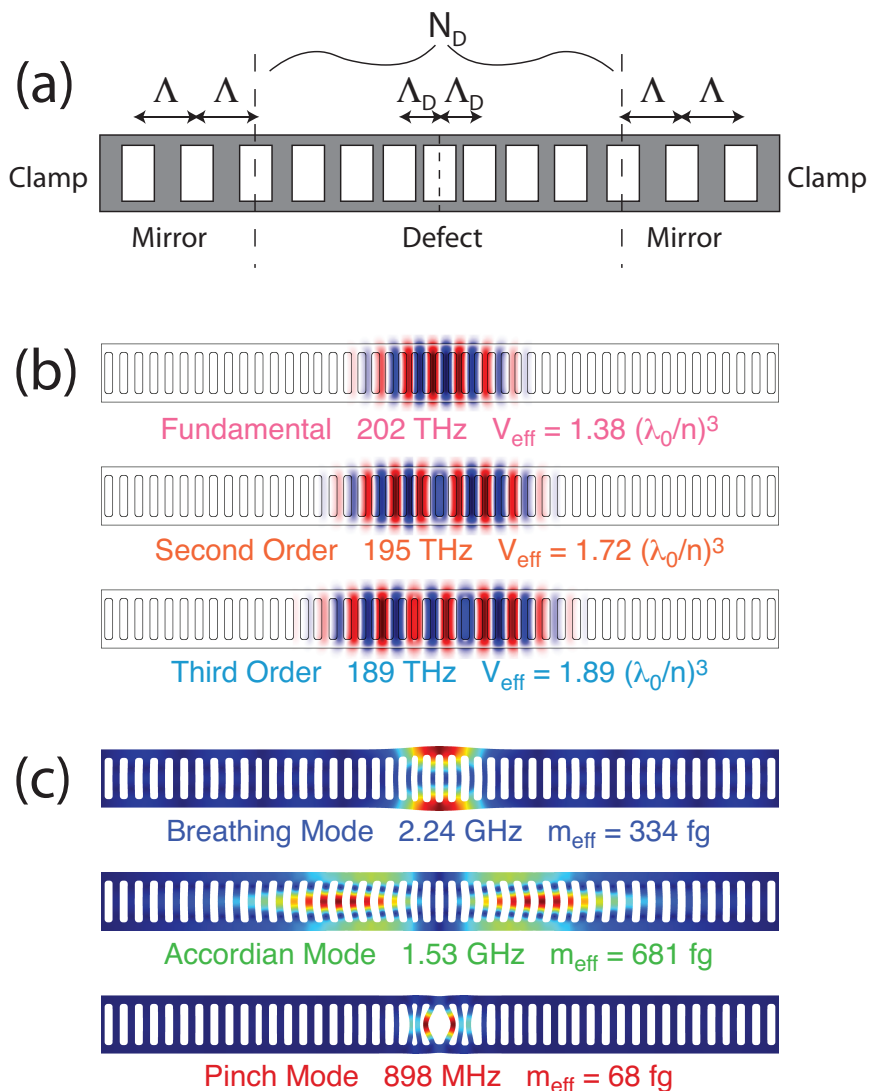 N_D
(a)
Λ Λ Λ_D Λ_D Λ Λ
Clamp Clamp
Mirror Defect Mirror
(b)
Fundamental 202 THz V_eff = 1.38 (λ_0/n)^3
Second Order 195 THz V_eff = 1.72 (λ_0/n)^3
Third Order 189 THz V_eff = 1.89 (λ_0/n)^3
(c)
Breathing Mode 2.24 GHz m_eff = 334 fg
Accordian Mode 1.53 GHz m_eff = 681 fg
Pinch Mode 898 MHz m_eff = 68 fg